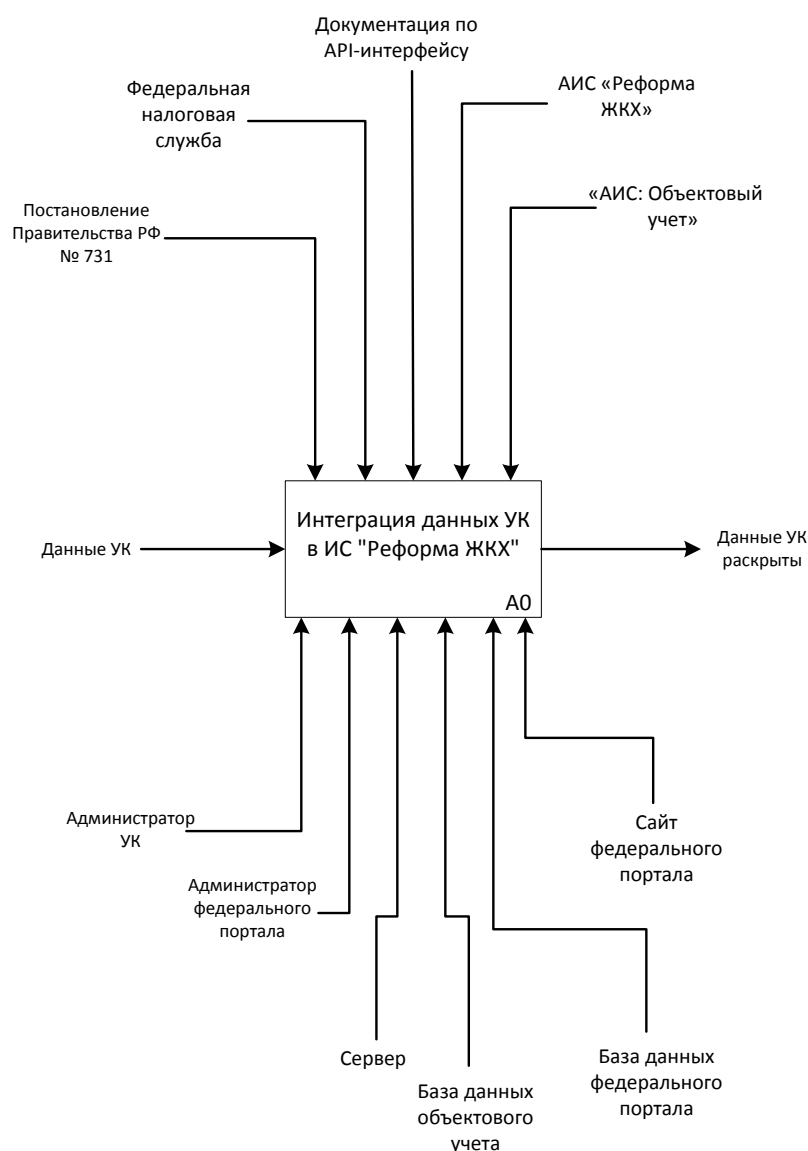 Документация по
API-интерфейсу
Федеральная
налоговая
служба
АИС «Реформа
ЖКХ»
«АИС: Объектовый
учет»
Постановление
Правительства РФ
№ 731
Интеграция данных УК
в ИС "Реформа ЖКХ"
A0
Данные УК
Данные УК
раскрыты
Администратор
УК
Администратор
федерального
портала
Сервер
База данных
объектового
учета
База данных
федерального
портала
Сайт
федерального
портала